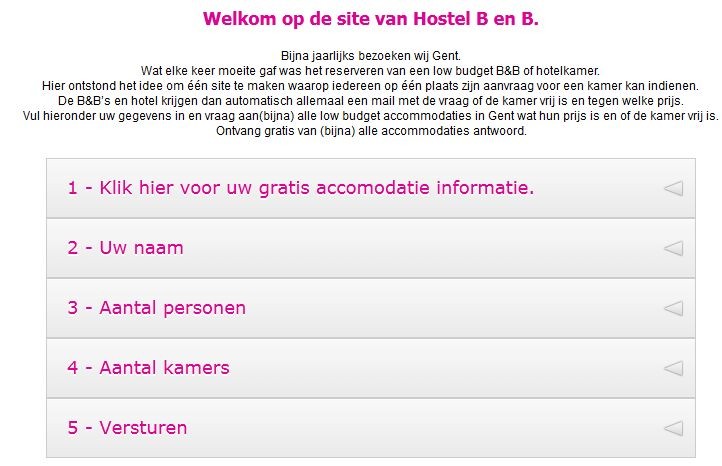 Welkom op de site van Hostel B en B.
Bijna jaarlijks bezoeken wij Gent.
Wat elke keer moeite gaf was het reserveren van een low budget B&B of hotelkamer.
Hier ontstond het idee om één site te maken waarop iedereen op één plaats zijn aanvraag voor een kamer kan indienen.
De B&B's en hotel krijgen dan automatisch allemaal een mail met de vraag of de kamer vrij is en tegen welke prijs.
Vul hieronder uw gegevens in en vraag aan(bijna) alle low budget accommodaties in Gent wat hun prijs is en of de kamer vrij is.
Ontvang gratis van (bijna) alle accommodaties antwoord.
1 - Klik hier voor uw gratis accomodatie informatie.
2 - Uw naam
3 - Aantal personen
4 - Aantal kamers
5 - Versturen